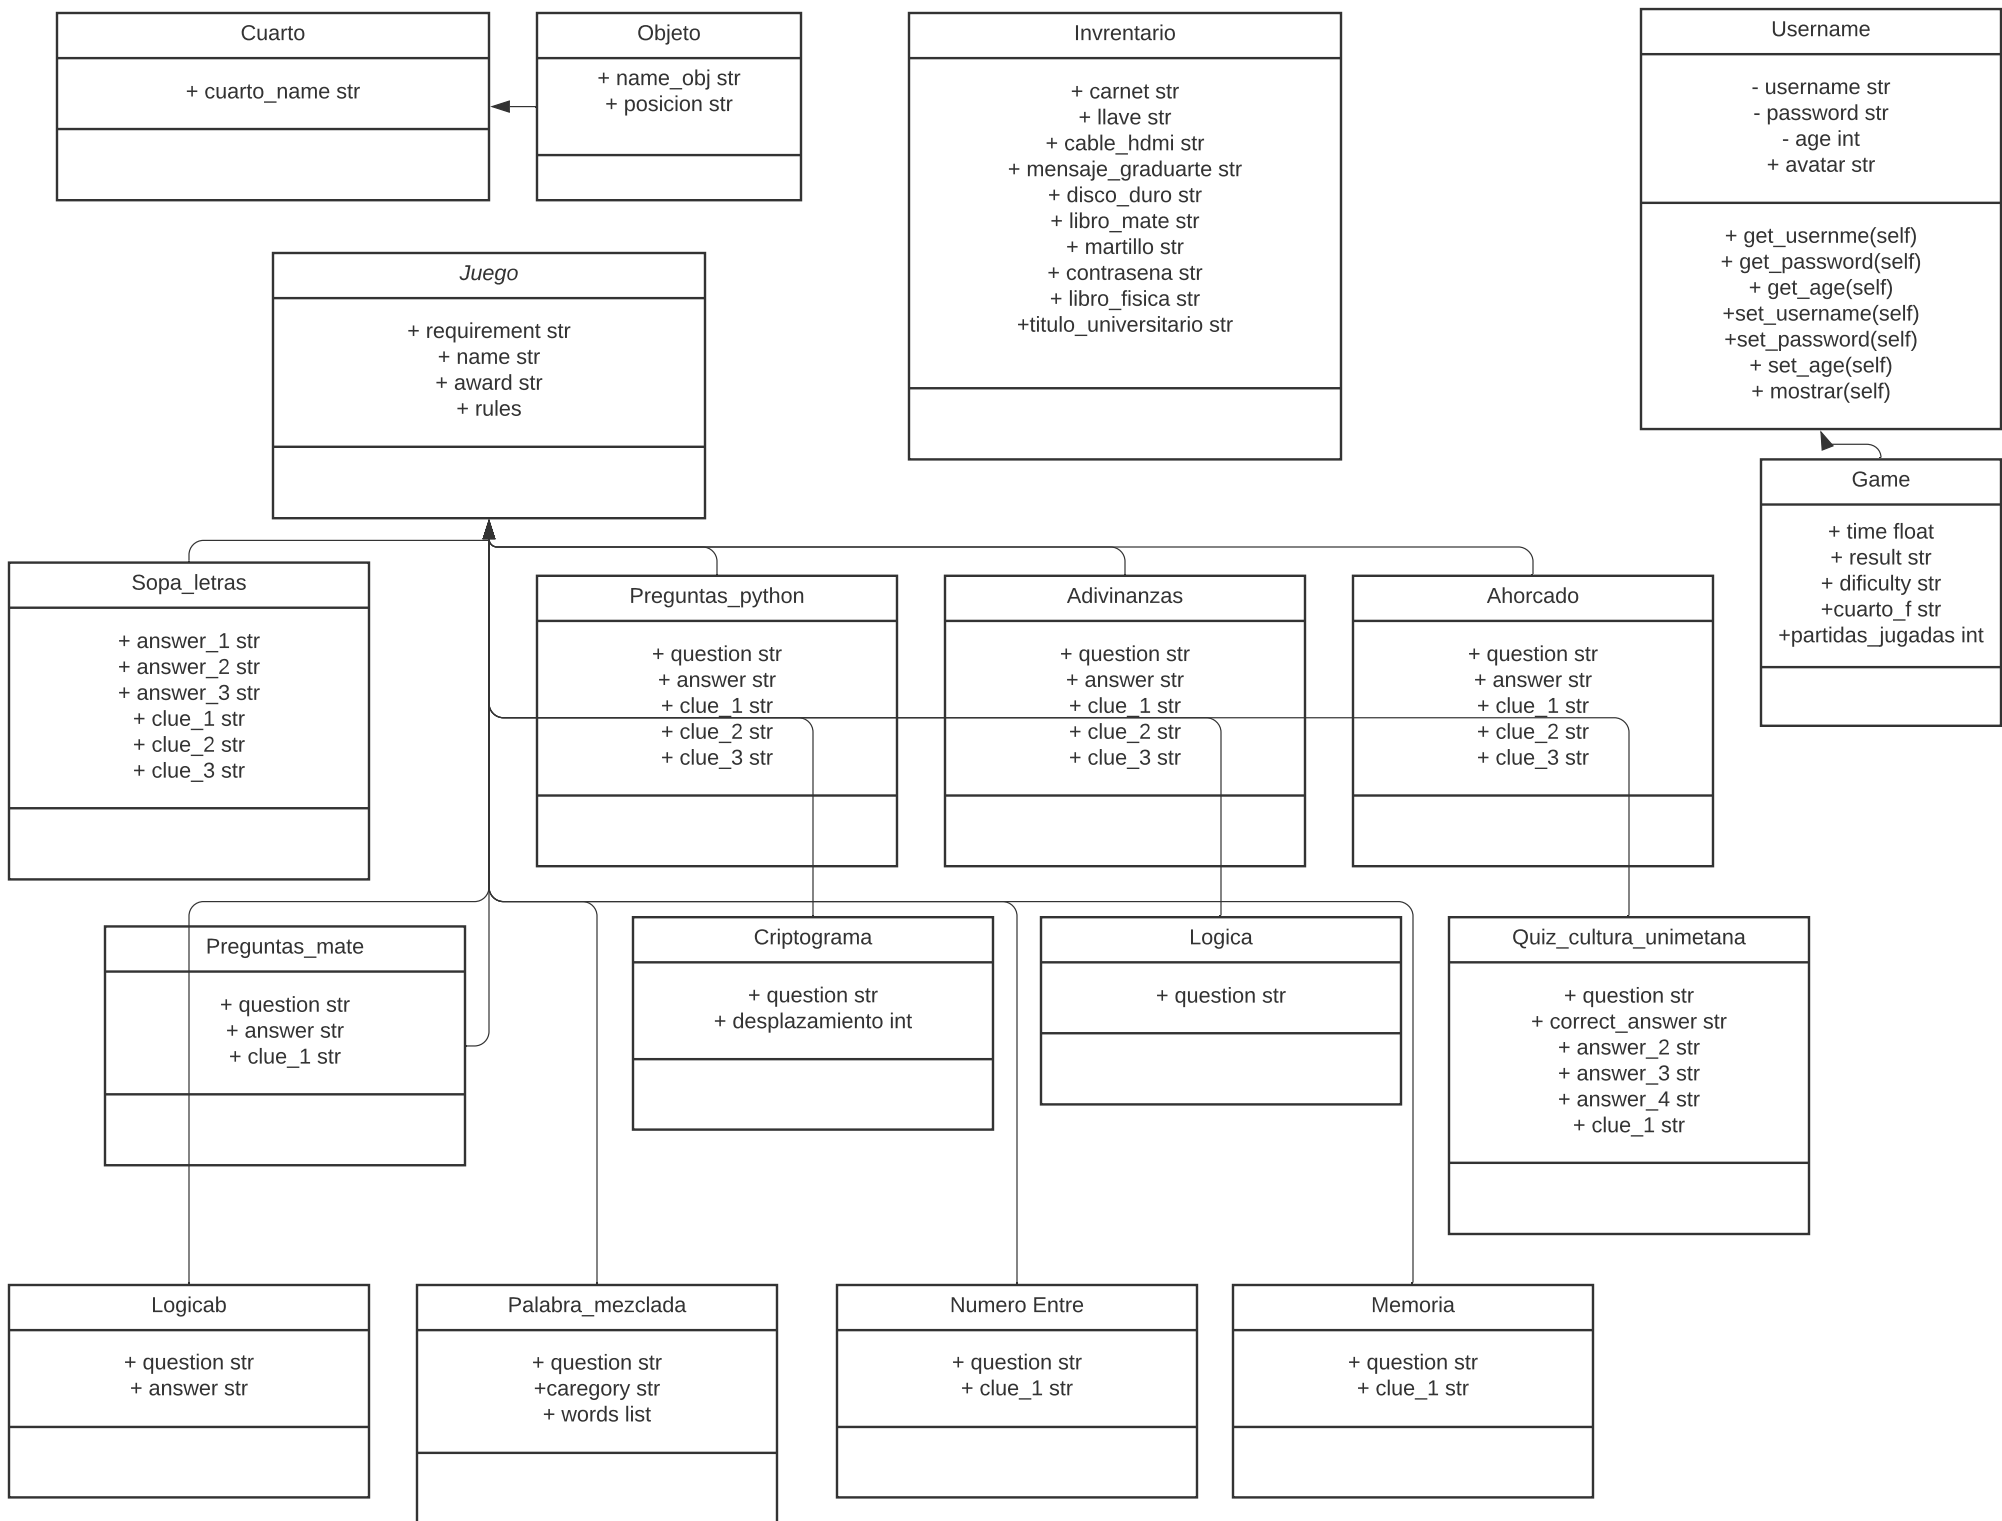 Cuarto
+ cuarto_name str
Objeto
+ name_obj str
+ posicion str
Invrentario
+ carnet str
+ llave str
+ cable_hdmi str
+ mensaje_graduarte str
+ disco_duro str
+ libro_mate str
+ martillo str
+ contrasena str
+ libro_fisica str
+titulo_universitario str
Username
- username str
- password str
- age int
+ avatar str
+ get_usernme(self)
+ get_password(self)
+ get_age(self)
+set_username(self)
+set_password(self)
+ set_age(self)
+ mostrar(self)
Juego
+ requirement str
+ name str
+ award str
+ rules
Game
+ time float
+ result str
+ dificulty str
+cuarto_f str
+partidas_jugadas int
Sopa_letras
+ answer_1 str
+ answer_2 str
+ answer_3 str
+ clue_1 str
+ clue_2 str
+ clue_3 str
Preguntas_python
+ question str
+ answer str
+ clue_1 str
+ clue_2 str
+ clue_3 str
Adivinanzas
+ question str
+ answer str
+ clue_1 str
+ clue_2 str
+ clue_3 str
Ahorcado
+ question str
+ answer str
+ clue_1 str
+ clue_2 str
+ clue_3 str
Preguntas_mate
+ question str
+ answer str
+ clue_1 str
Criptograma
+ question str
+ desplazamiento int
Logica
+ question str
Quiz_cultura_unimetana
+ question str
+ correct_answer str
+ answer_2 str
+ answer_3 str
+ answer_4 str
+ clue_1 str
Logicab
+ question str
+ answer str
Palabra_mezclada
+ question str
+caregory str
+ words list
Numero Entre
+ question str
+ clue_1 str
Memoria
+ question str
+ clue_1 str